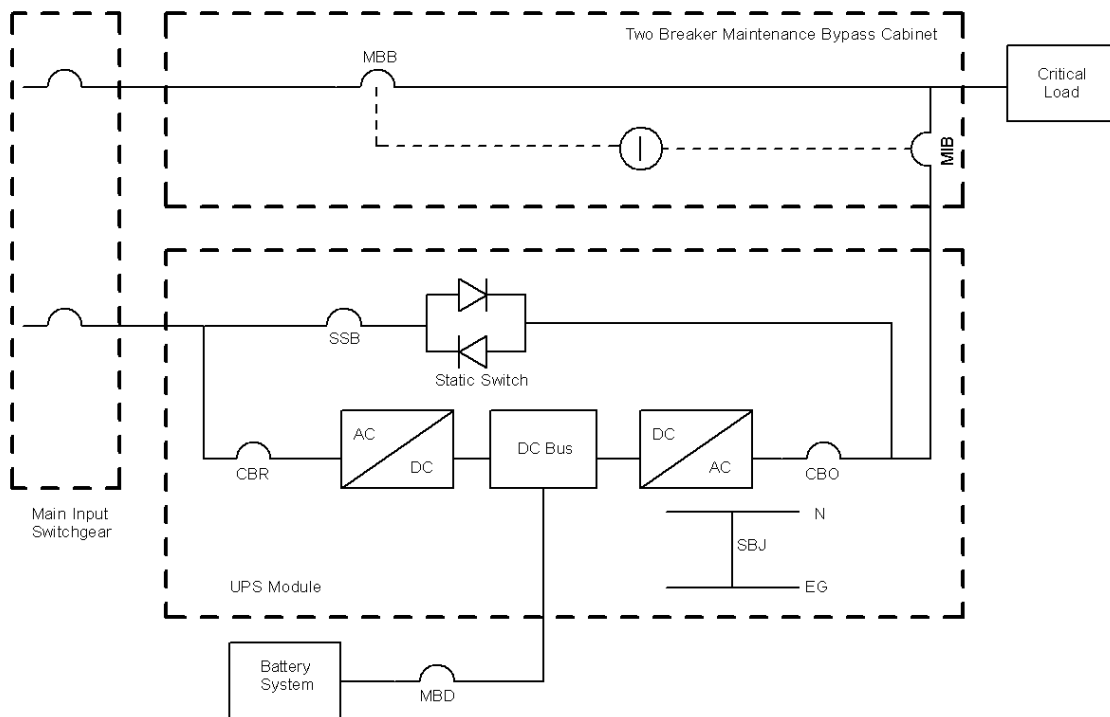 Two Breaker Maintenance Bypass Cabinet
MBB
Critical
Load
MIB
SSB
Static Switch
AC
DC
DC Bus
DC
AC
CBR
CBO
Main Input
Switchgear
N
SBJ
EG
UPS Module
Battery
System
MBD